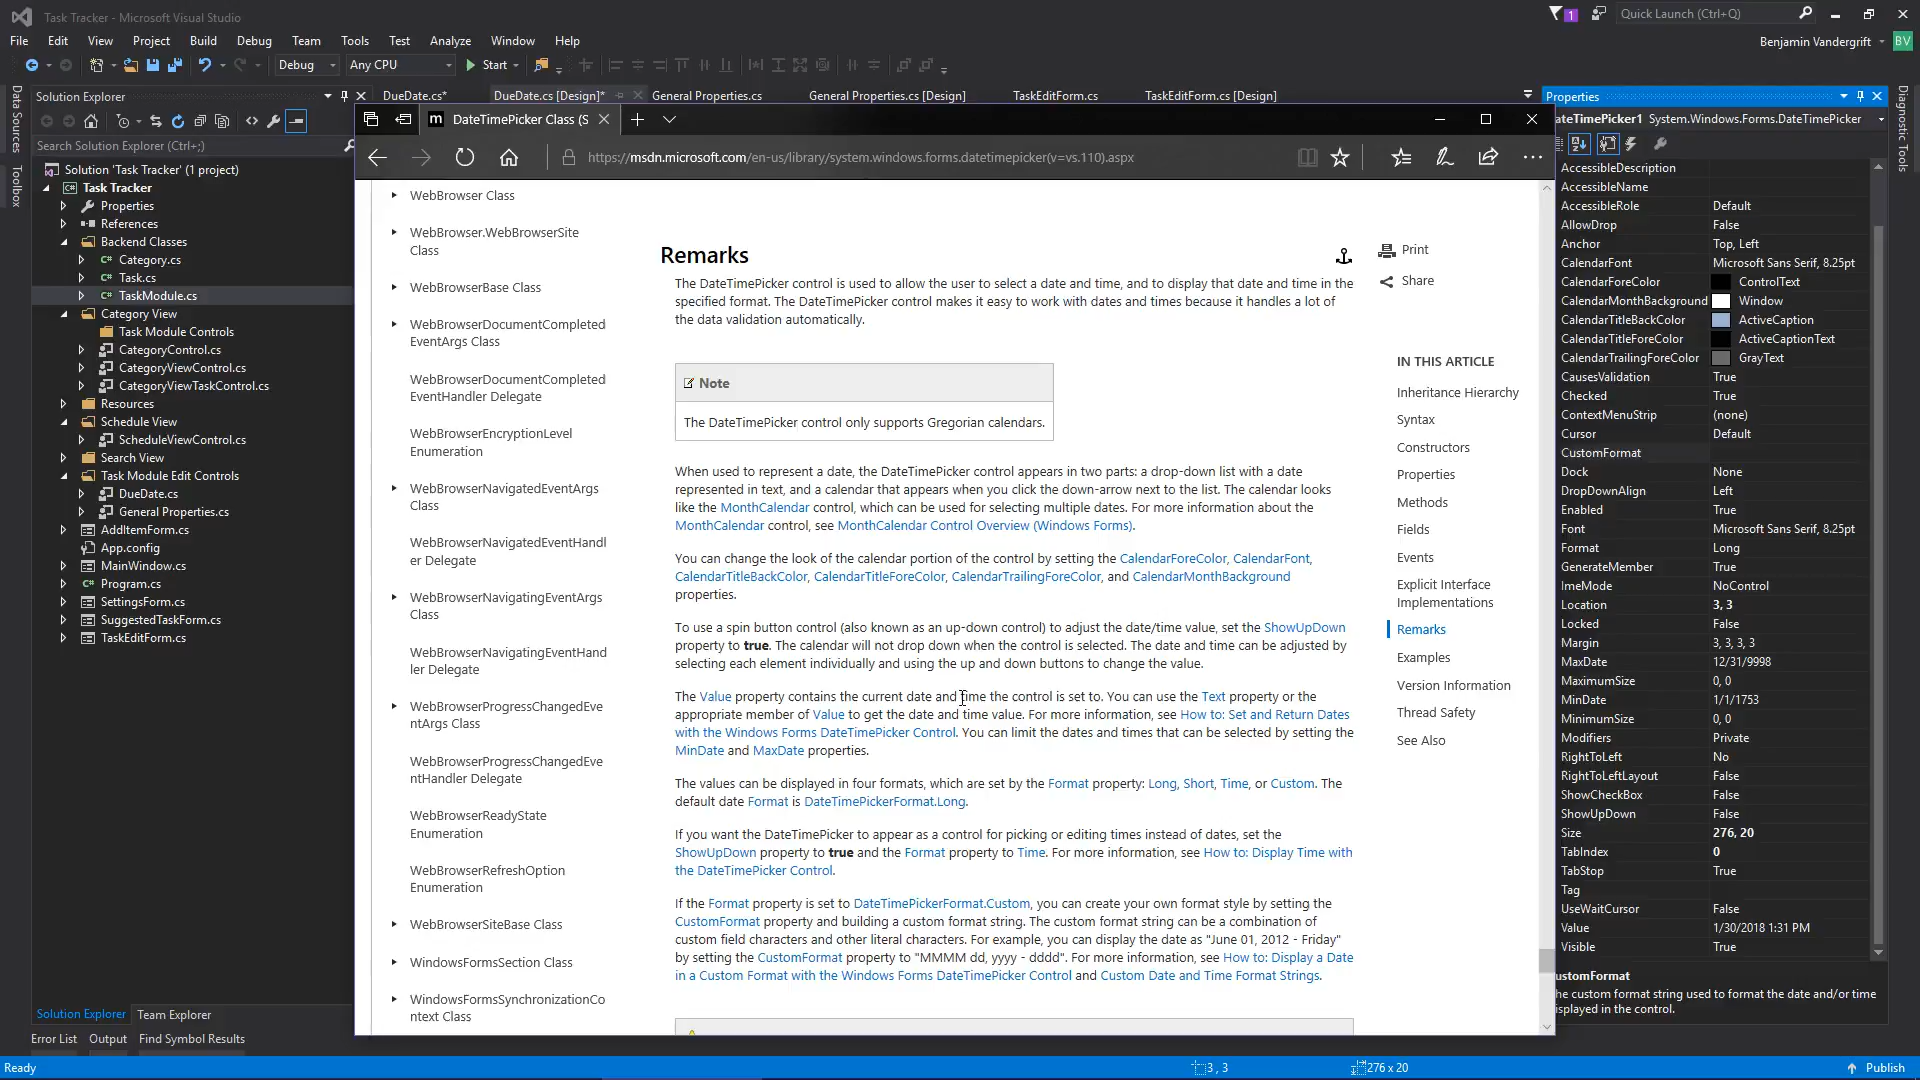 Task Tracker - Microsoft Visual Studio
1
Quick Launch (Ctrl+Q)
File Edit View Project Build Debug Team Tools Test Analyze Window Help
Benjamin Vandergrift
BV
Debug
Any CPU
Start
Data Sources
Toolbox
Solution Explorer
Search Solution Explorer (Ctrl+;)
Solution 'Task Tracker' (1 project)
Task Tracker
Properties
References
Backend Classes
Category.cs
Task.cs
TaskModule.cs
Category View
Task Module Controls
CategoryControl.cs
CategoryViewControl.cs
CategoryViewTaskControl.cs
Resources
Schedule View
ScheduleViewControl.cs
Search View
Task Module Edit Controls
DueDate.cs
General Properties.cs
AddItemForm.cs
App.config
MainWindow.cs
Program.cs
SettingsForm.cs
SuggestedTaskForm.cs
TaskEditForm.cs
Solution Explorer Team Explorer
Error List Output Find Symbol Results
Ready
DueDate.cs* DueDate.cs [Design]* General Properties.cs General Properties.cs [Design] TaskEditForm.cs TaskEditForm.cs [Design]
DateTimePicker Class (S
https://msdn.microsoft.com/en-us/library/system.windows.forms.datetimepicker(v=vs.110).aspx
WebBrowser Class
WebBrowser.WebBrowserSite
Class
WebBrowserBase Class
WebBrowserDocumentCompleted
EventArgs Class
WebBrowserDocumentCompleted
EventHandler Delegate
WebBrowserEncryptionLevel
Enumeration
WebBrowserNavigatedEventArgs
Class
WebBrowserNavigatedEventHandl
er Delegate
WebBrowserNavigatingEventArgs
Class
WebBrowserNavigatingEventHand
ler Delegate
WebBrowserProgressChangedEve
ntArgs Class
WebBrowserProgressChangedEve
ntHandler Delegate
WebBrowserReadyState
Enumeration
WebBrowserRefreshOption
Enumeration
WebBrowserSiteBase Class
WindowsFormsSection Class
WindowsFormsSynchronizationCo
ntext Class
Remarks
The DateTimePicker control is used to allow the user to select a date and time, and to display that date and time in the
specified format. The DateTimePicker control makes it easy to work with dates and times because it handles a lot of
the data validation automatically.
Note
The DateTimePicker control only supports Gregorian calendars.
When used to represent a date, the DateTimePicker control appears in two parts: a drop-down list with a date
represented in text, and a calendar that appears when you click the down-arrow next to the list. The calendar looks
like the MonthCalendar control, which can be used for selecting multiple dates. For more information about the
MonthCalendar control, see MonthCalendar Control Overview (Windows Forms).
You can change the look of the calendar portion of the control by setting the CalendarForeColor, CalendarFont,
CalendarTitleBackColor, CalendarTitleForeColor, CalendarTrailingForeColor, and CalendarMonthBackground
properties.
To use a spin button control (also known as an up-down control) to adjust the date/time value, set the ShowUpDown
property to true. The calendar will not drop down when the control is selected. The date and time can be adjusted by
selecting each element individually and using the up and down buttons to change the value.
The Value property contains the current date and time the control is set to. You can use the Text property or the
appropriate member of Value to get the date and time value. For more information, see How to: Set and Return Dates
with the Windows Forms DateTimePicker Control. You can limit the dates and times that can be selected by setting the
MinDate and MaxDate properties.
The values can be displayed in four formats, which are set by the Format property: Long, Short, Time, or Custom. The
default date Format is DateTimePickerFormat.Long.
If you want the DateTimePicker to appear as a control for picking or editing times instead of dates, set the
ShowUpDown property to true and the Format property to Time. For more information, see How to: Display Time with
the DateTimePicker Control.
If the Format property is set to DateTimePickerFormat.Custom, you can create your own format style by setting the
CustomFormat property and building a custom format string. The custom format string can be a combination of
custom field characters and other literal characters. For example, you can display the date as "June 01, 2012 - Friday"
by setting the CustomFormat property to "MMMM dd, yyyy - dddd". For more information, see How to: Display a Date
in a Custom Format with the Windows Forms DateTimePicker Control and Custom Date and Time Format Strings.
Print
Share
IN THIS ARTICLE
Inheritance Hierarchy
Syntax
Constructors
Properties
Methods
Fields
Events
Explicit Interface
Implementations
Remarks
Examples
Version Information
Thread Safety
See Also
Properties
ateTimePicker1 System.Windows.Forms.DateTimePicker
AccessibleDescription
AccessibleName
AccessibleRole Default
AllowDrop False
Anchor Top, Left
CalendarFont Microsoft Sans Serif, 8.25pt
CalendarForeColor ControlText
CalendarMonthBackground Window
CalendarTitleBackColor ActiveCaption
CalendarTitleForeColor ActiveCaptionText
CalendarTrailingForeColor GrayText
CausesValidation True
Checked True
ContextMenuStrip (none)
Cursor Default
CustomFormat
Dock None
DropDownAlign Left
Enabled True
Font Microsoft Sans Serif, 8.25pt
Format Long
GenerateMember True
ImeMode NoControl
Location 3, 3
Locked False
Margin 3, 3, 3, 3
MaxDate 12/31/9998
MaximumSize 0, 0
MinDate 1/1/1753
MinimumSize 0, 0
Modifiers Private
RightToLeft No
RightToLeftLayout False
ShowCheckBox False
ShowUpDown False
Size 276, 20
TabIndex 0
TabStop True
Tag
UseWaitCursor False
Value 1/30/2018 1:31 PM
Visible True
ustomFormat
he custom format string used to format the date and/or time
isplayed in the control.
Diagnostic Tools
3 , 3
276 x 20
Publish